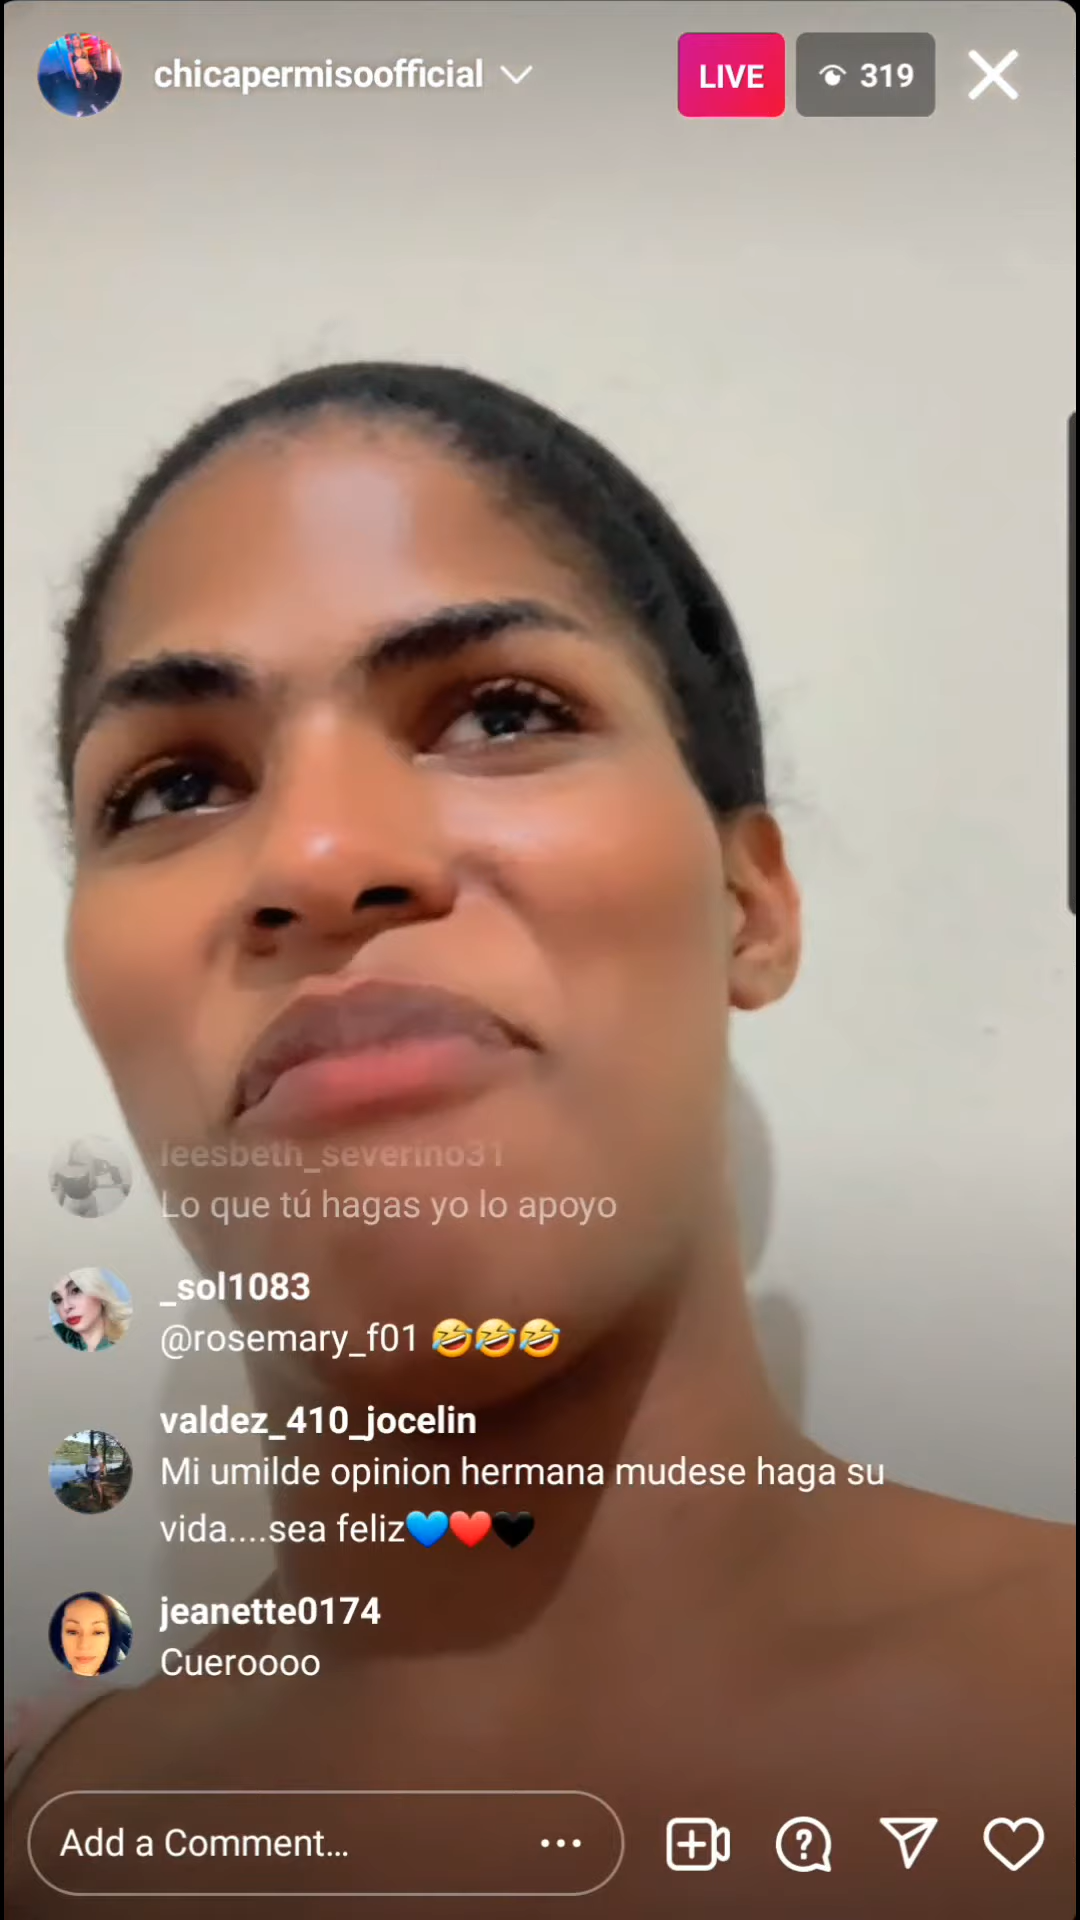 chicapermisoofficial
LIVE
319
leesbeth_severino31
Lo que tú hagas yo lo apoyo
_sol1083
@rosemary_f01 🤣🤣🤣
valdez_410_jocelin
Mi umilde opinion hermana mudese haga su
vida....sea feliz💙❤️🖤
jeanette0174
Cueroooo
Add a Comment...